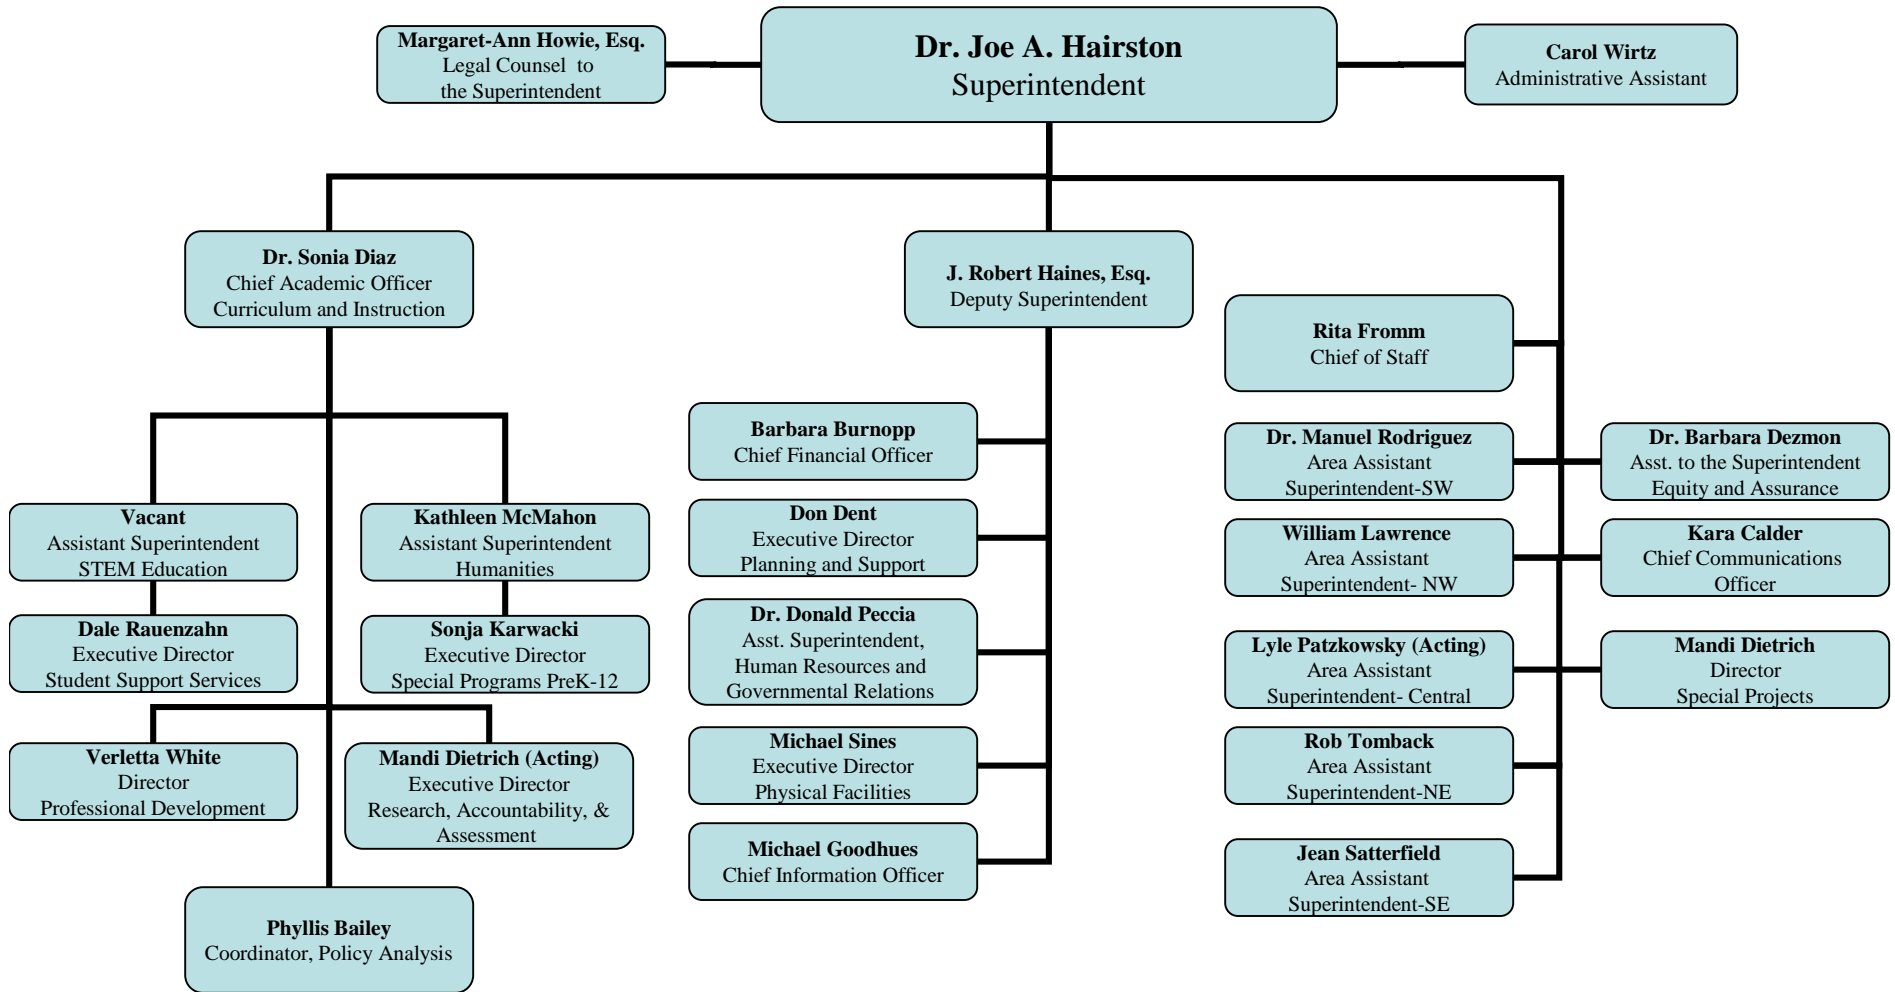 Margaret-Ann Howie, Esq.
Legal Counsel to
the Superintendent
Dr. Joe A. Hairston
Superintendent
Carol Wirtz
Administrative Assistant
Dr. Sonia Diaz
Chief Academic Officer
Curriculum and Instruction
Vacant
Assistant Superintendent
STEM Education
Kathleen McMahon
Assistant Superintendent
Humanities
Dale Rauenzahn
Executive Director
Student Support Services
Sonja Karwacki
Executive Director
Special Programs PreK-12
Verletta White
Director
Professional Development
Mandi Dietrich (Acting)
Executive Director
Research, Accountability, &
Assessment
Phyllis Bailey
Coordinator, Policy Analysis
J. Robert Haines, Esq.
Deputy Superintendent
Barbara Burnopp
Chief Financial Officer
Don Dent
Executive Director
Planning and Support
Dr. Donald Peccia
Asst. Superintendent,
Human Resources and
Governmental Relations
Michael Sines
Executive Director
Physical Facilities
Michael Goodhues
Chief Information Officer
Rita Fromm
Chief of Staff
Dr. Manuel Rodriguez
Area Assistant
Superintendent-SW
Dr. Barbara Dezmon
Asst. to the Superintendent
Equity and Assurance
William Lawrence
Area Assistant
Superintendent- NW
Kara Calder
Chief Communications
Officer
Lyle Patzkowsky (Acting)
Area Assistant
Superintendent- Central
Mandi Dietrich
Director
Special Projects
Rob Tomback
Area Assistant
Superintendent-NE
Jean Satterfield
Area Assistant
Superintendent-SE